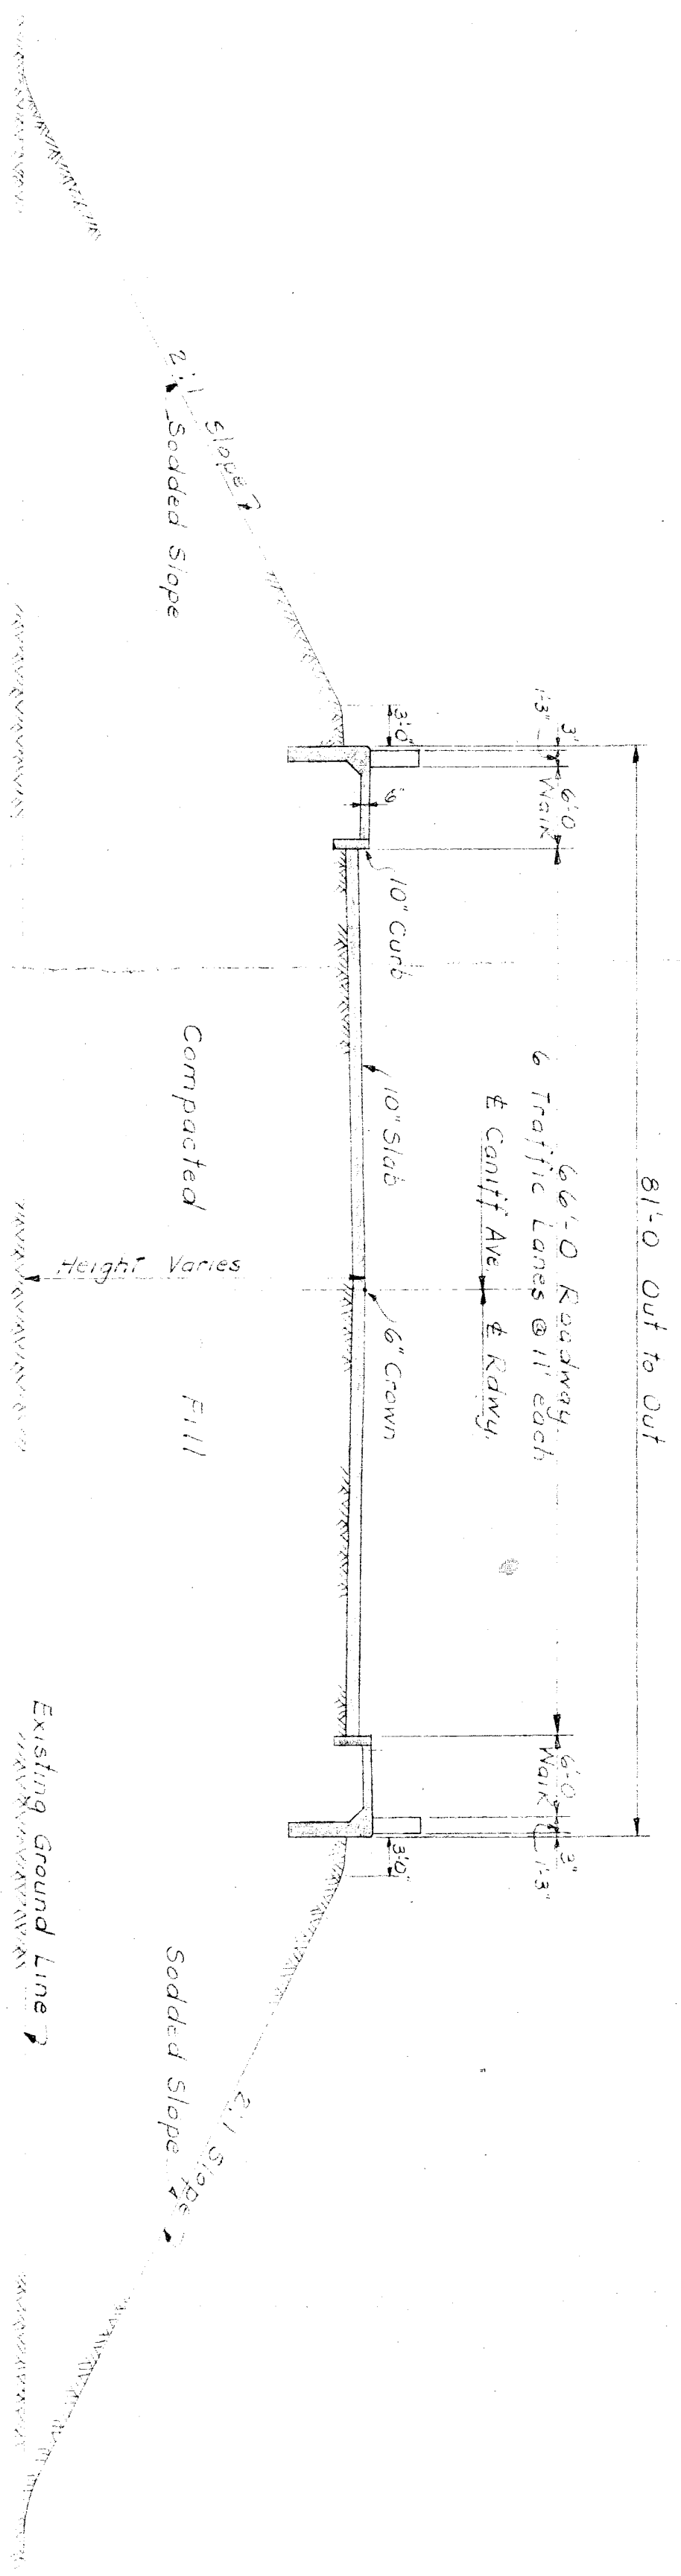 81'-0 Out to Out
66'-0 Roadway
6 Traffic Lanes @ 11' each
3"
6'-0
1'-3"
Walk
6'-0
3"
Walk
1'-3"
℄ Caniff Ave.
℄ Rdwy.
3'-0"
3'-0"
6"
10" Curb
10" Slab
6" Crown
2:1 Slope
Sodded Slope
2:1 Slope
Sodded Slope
Height Varies
Compacted Fill
Existing Ground Line